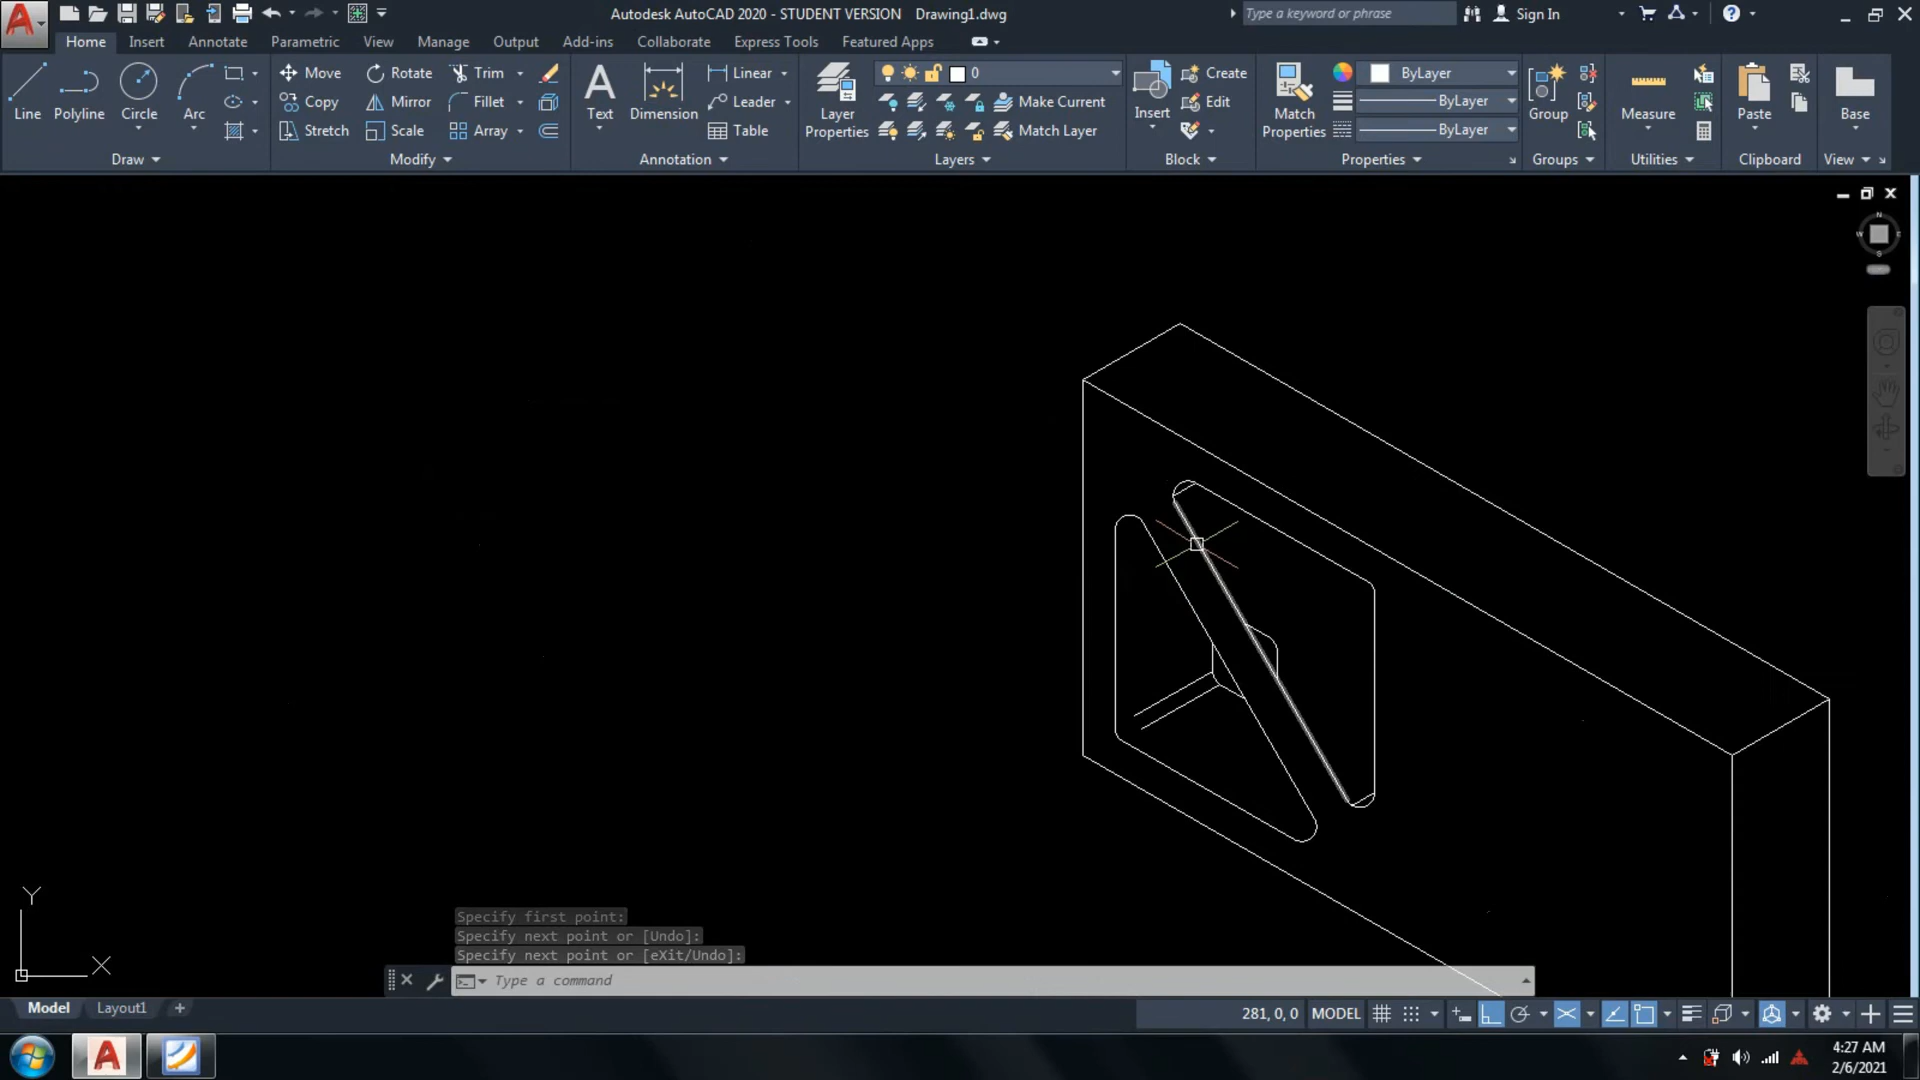 Autodesk AutoCAD 2020 - STUDENT VERSION Drawing1.dwg
Type a keyword or phrase
Sign In
Home Insert Annotate Parametric View Manage Output Add-ins Collaborate Express Tools Featured Apps
Line Polyline Circle Arc
Draw
Move Rotate Trim
Copy Mirror Fillet
Stretch Scale Array
Modify
Text Dimension
Linear
Leader
Table
Annotation
Layer Properties
0
Make Current
Match Layer
Layers
Insert
Create
Edit
Block
Match Properties
ByLayer
ByLayer
ByLayer
Properties
Group
Groups
Measure
Utilities
Paste
Clipboard
Base
View
N
W
E
S
Y
X
Specify first point:
Specify next point or [Undo]:
Specify next point or [eXit/Undo]:
Type a command
Model Layout1
281, 0, 0 MODEL
4:27 AM
2/6/2021